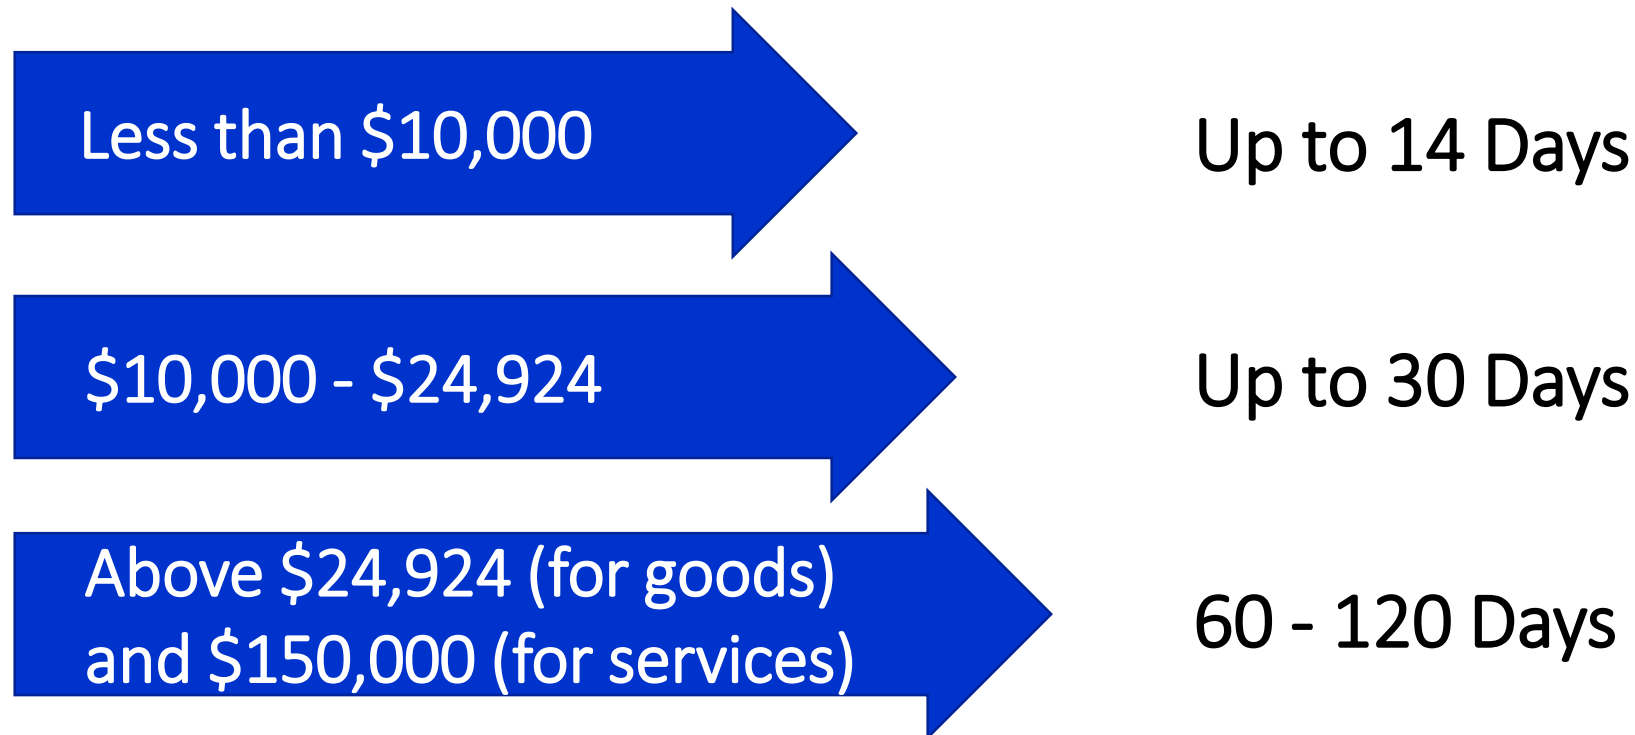 Less than $10,000
Up to 14 Days
$10,000 - $24,924
Up to 30 Days
Above $24,924 (for goods)
and $150,000 (for services)
60 - 120 Days